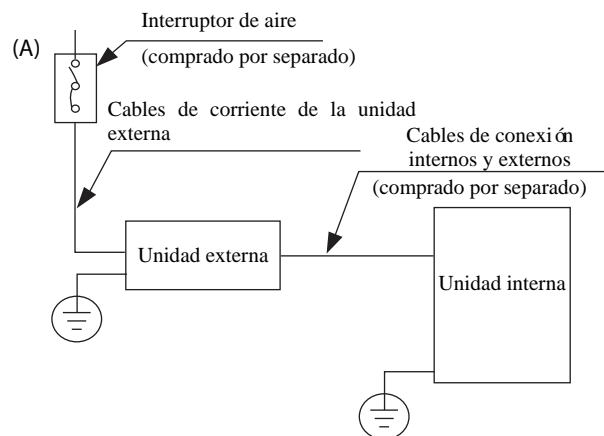 (A)
Interruptor de aire
(comprado por separado)
Cables de corriente de la unidad
externa
Cables de conexión
internos y externos
(comprado por separado)
Unidad externa
Unidad interna